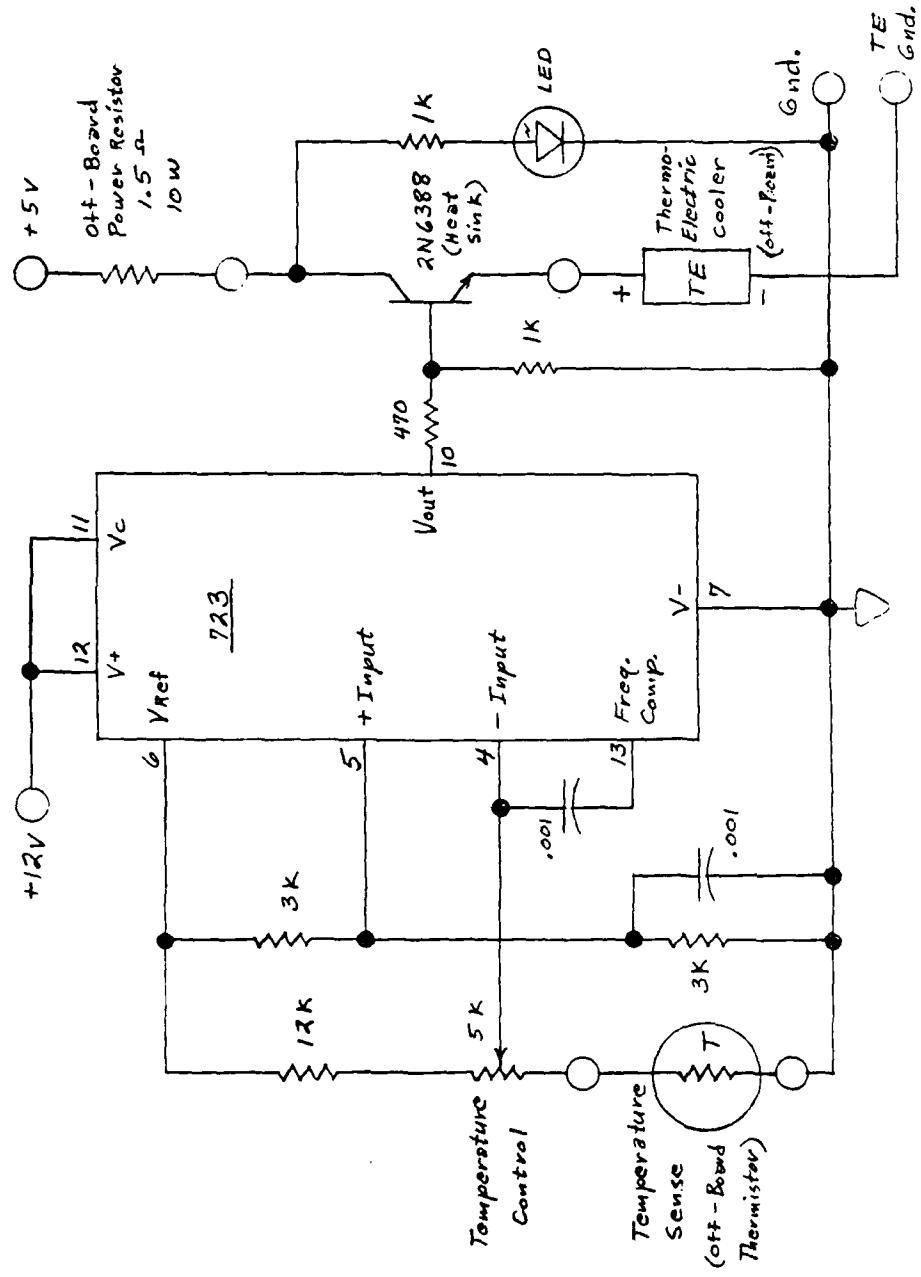 +5V
Off-Board
Power Resistor
1.5 Ω
10W
+12V
12
11
V+
Vc
6
VRef
723
2N6388
(Heat
sink)
1K
LED
3K
12K
5
+Input
Vout
10
470
1K
+
TE
-
Thermo-
Electric
Cooler
Temperature
Control
5K
4
-Input
.001
13
Freq.
Comp.
V-
7
Temperature
Sense
(off-Board
Thermistor)
T
3K
.001
Gnd.
TE
Gnd.